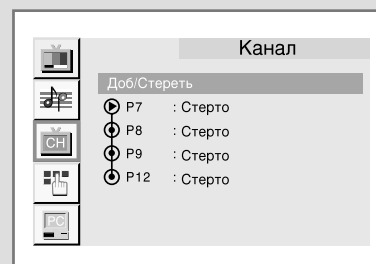 Канал
Доб/Стереть
P7 : Стерто
P8 : Стерто
CH
P9 : Стерто
P12 : Стерто
PC